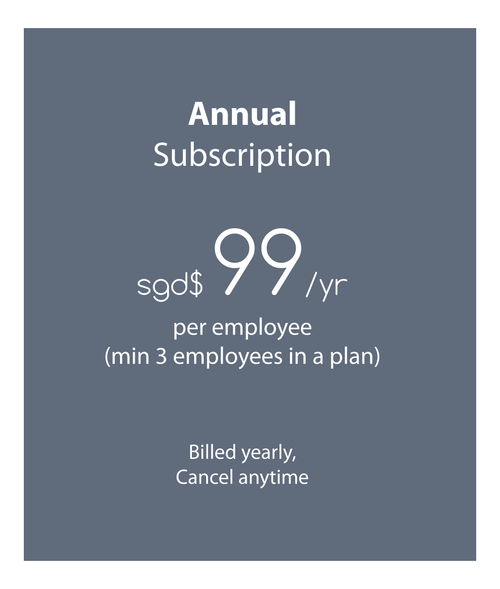 Annual
Subscription
sgd$ 99 /yr
per employee
(min 3 employees in a plan)
Billed yearly,
Cancel anytime